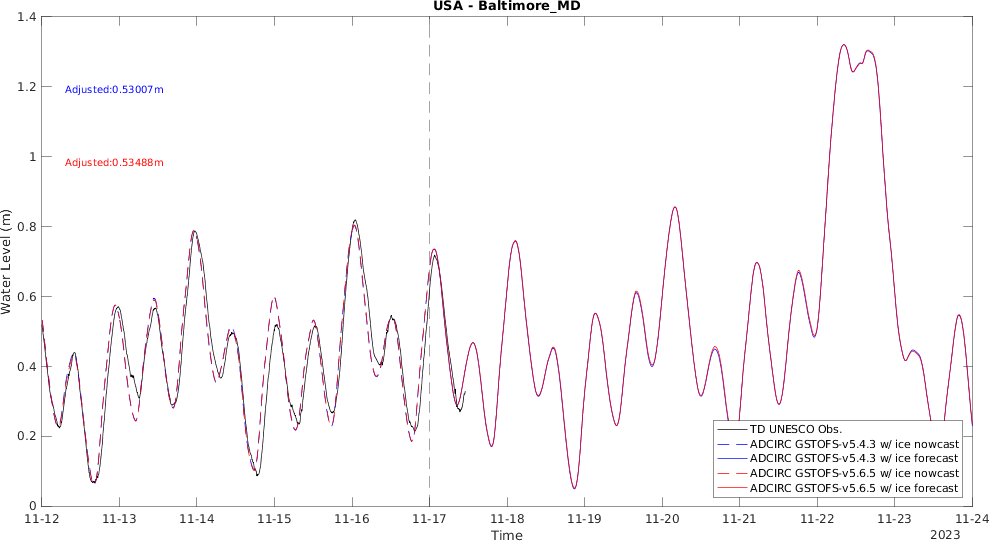 USA - Baltimore_MD
1.4
1.2
1
0.8
0.6
0.4
0.2
0
Water Level (m)
Adjusted:0.53007m
Adjusted:0.53488m
TD UNESCO Obs.
ADCIRC GSTOFS-v5.4.3 w/ ice nowcast
ADCIRC GSTOFS-v5.4.3 w/ ice forecast
ADCIRC GSTOFS-v5.6.5 w/ ice nowcast
ADCIRC GSTOFS-v5.6.5 w/ ice forecast
11-12 11-13 11-14 11-15 11-16 11-17 11-18 11-19 11-20 11-21 11-22 11-23 11-24
Time
2023